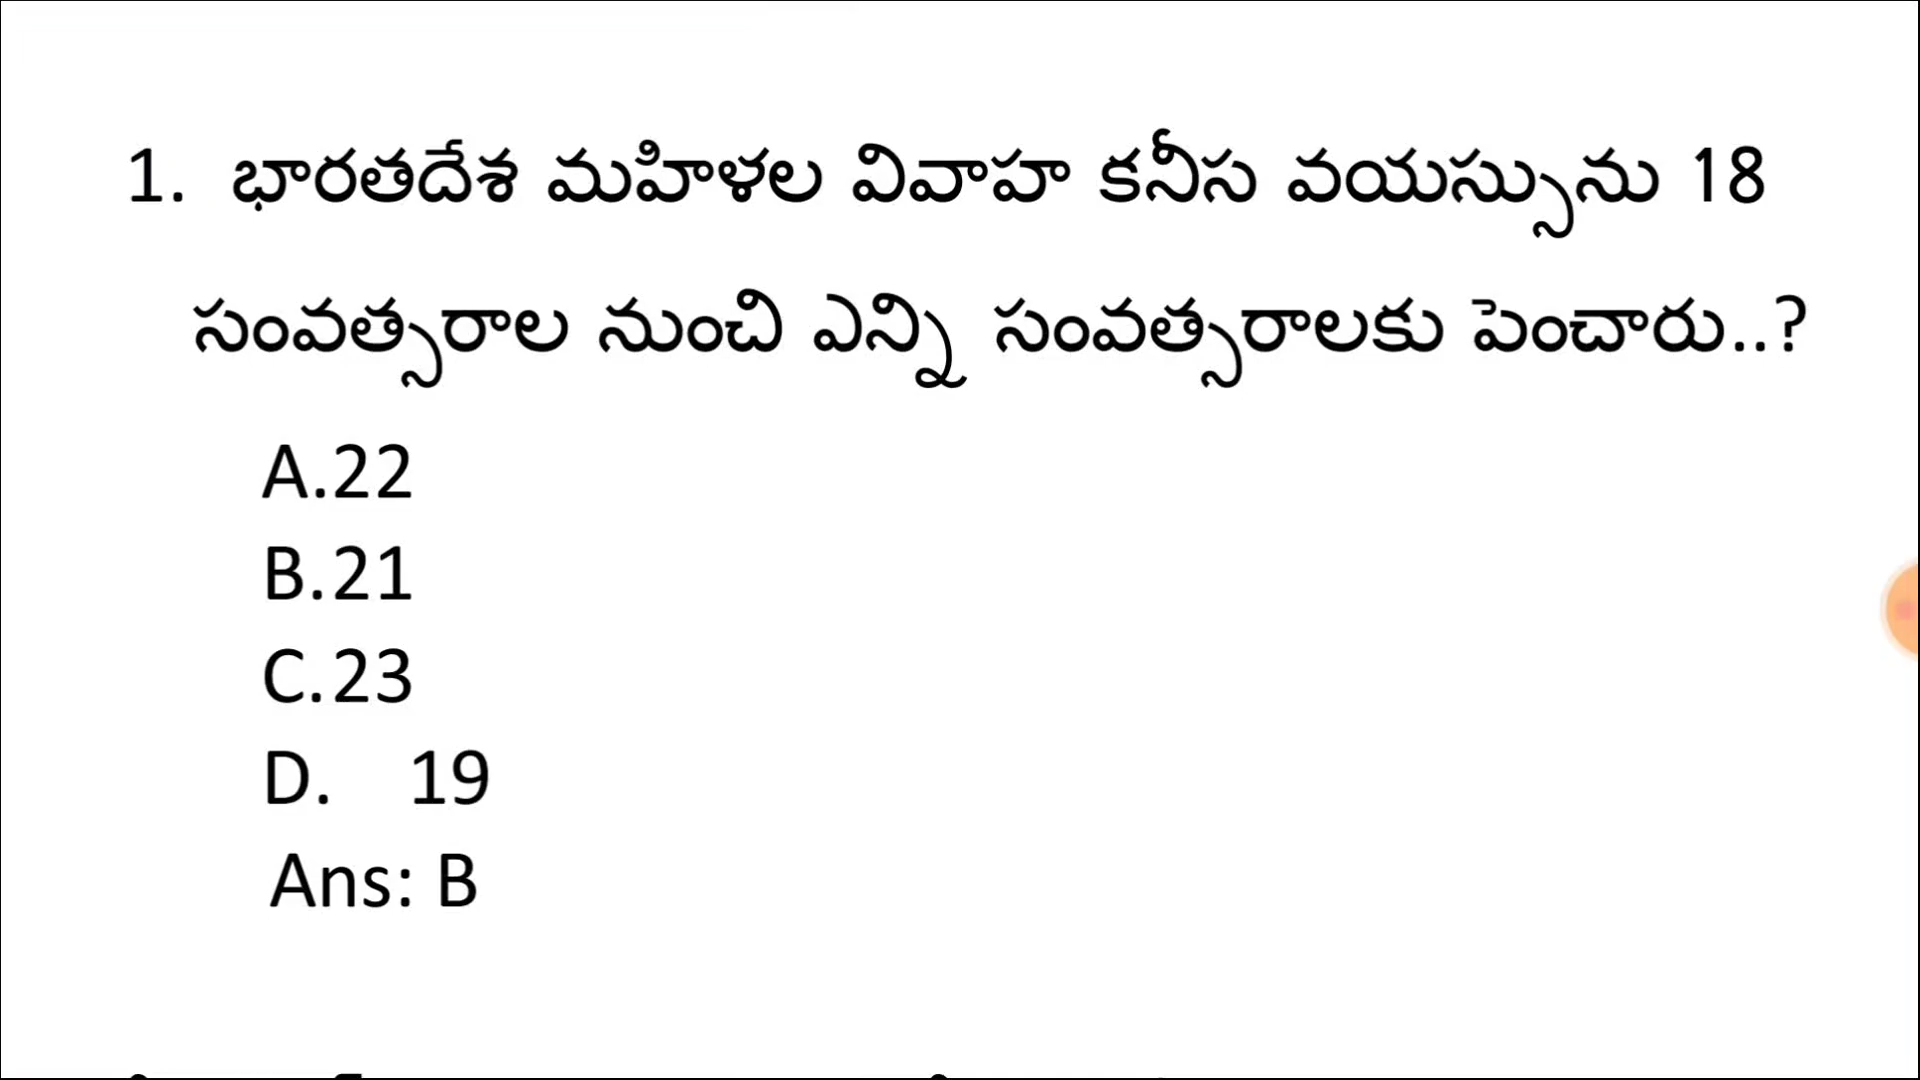 1. భారతదేశ మహిళల వివాహ కనీస వయస్సును 18
సంవత్సరాల నుంచి ఎన్ని సంవత్సరాలకు పెంచారు..?
A.22
B.21
C.23
D. 19
Ans: B